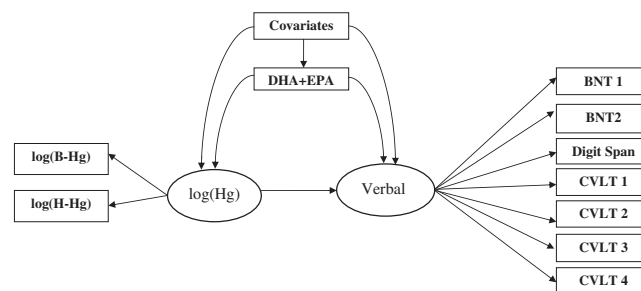 Covariates
DHA+EPA
log(B-Hg)
log(H-Hg)
log(Hg)
Verbal
BNT 1
BNT2
Digit Span
CVLT 1
CVLT 2
CVLT 3
CVLT 4